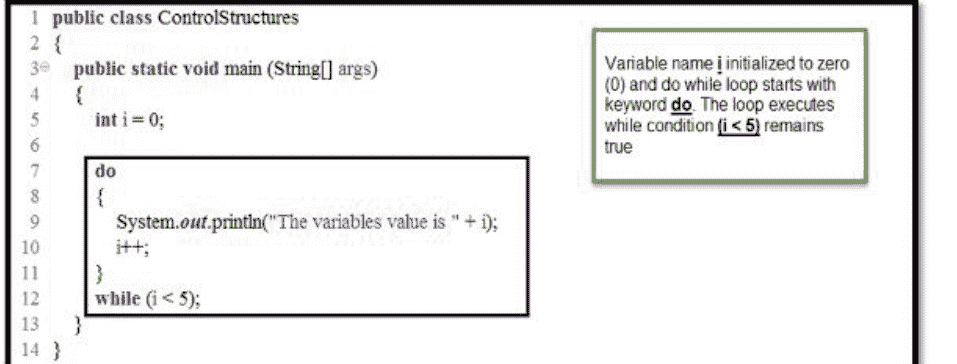 1 public class ControlStructures
2 {
3 public static void main (String[] args)
4 {
5 int i = 0;
6
7 do
8 {
9 System.out.println("The variables value is " + i);
10 i++;
11 }
12 while (i < 5);
13 }
14 }
Variable name i initialized to zero
(0) and do while loop starts with
keyword do. The loop executes
while condition (i < 5) remains
true